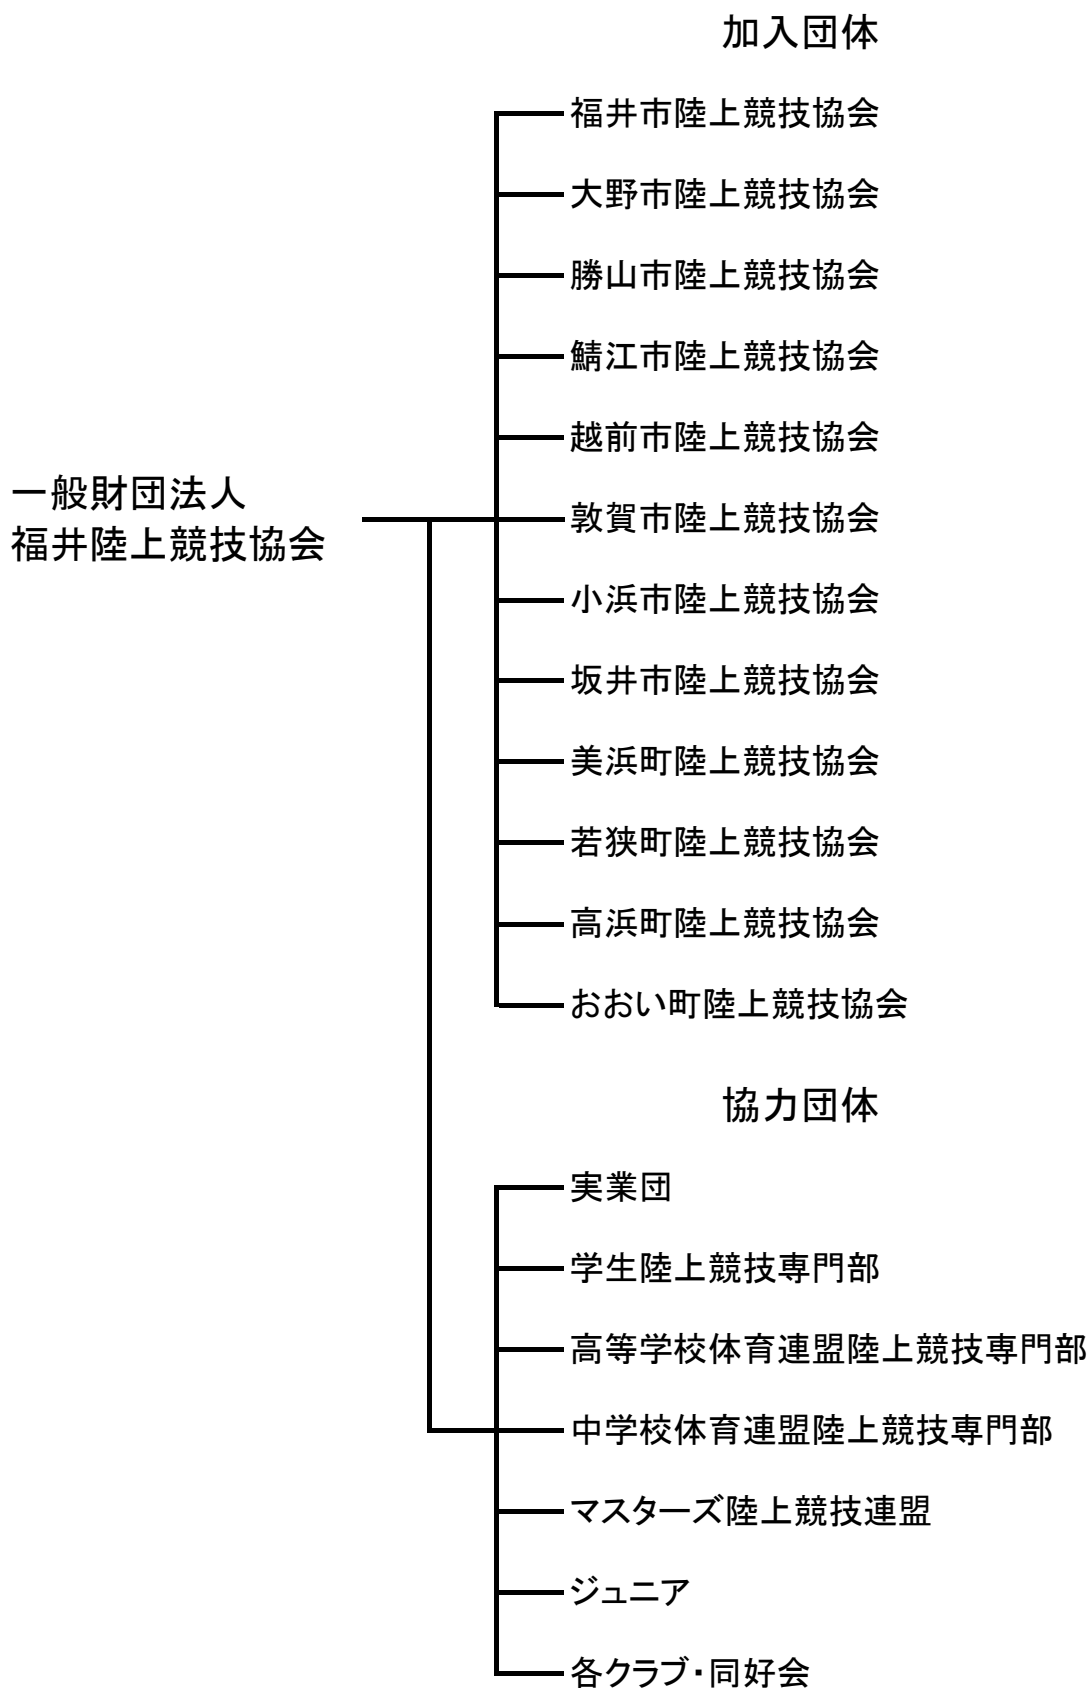 加入団体
福井市陸上競技協会
大野市陸上競技協会
勝山市陸上競技協会
鯖江市陸上競技協会
越前市陸上競技協会
一般財団法人
福井陸上競技協会
敦賀市陸上競技協会
小浜市陸上競技協会
坂井市陸上競技協会
美浜町陸上競技協会
若狭町陸上競技協会
高浜町陸上競技協会
おおい町陸上競技協会
協力団体
実業団
学生陸上競技専門部
高等学校体育連盟陸上競技専門部
中学校体育連盟陸上競技専門部
マスターズ陸上競技連盟
ジュニア
各クラブ・同好会